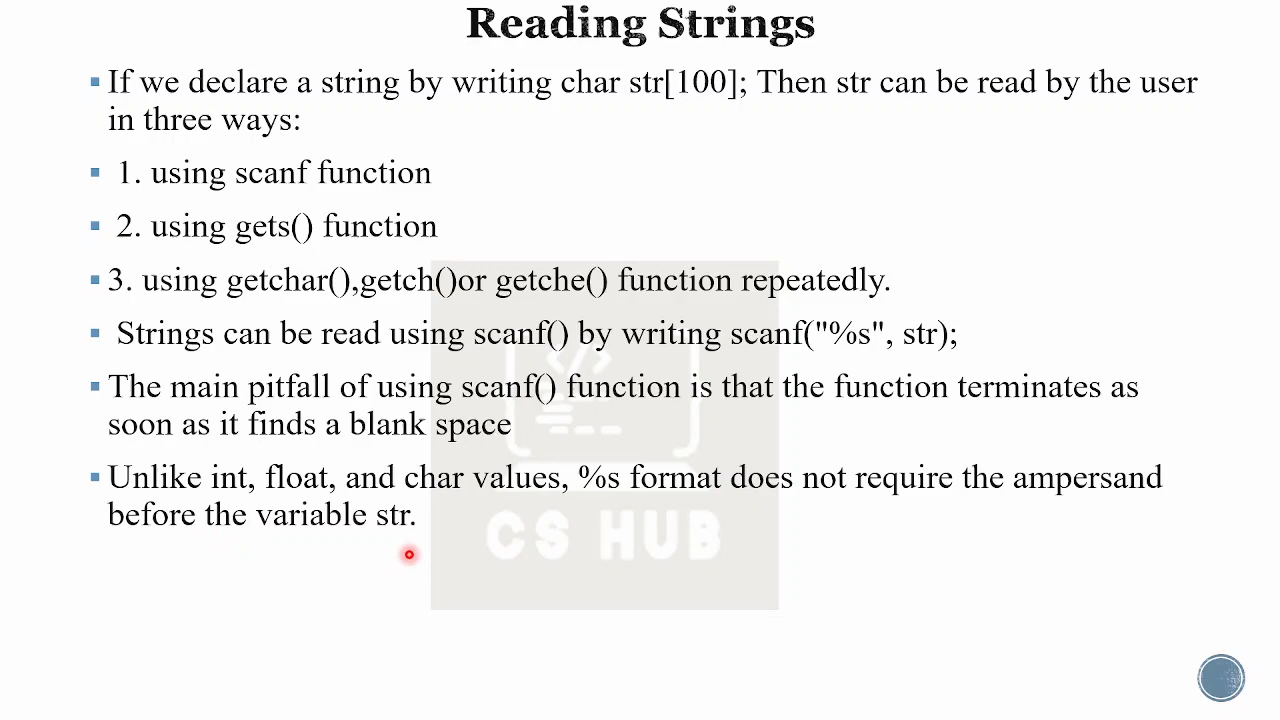 Reading Strings
▪ If we declare a string by writing char str[100]; Then str can be read by the user
in three ways:
▪ 1. using scanf function
▪ 2. using gets() function
▪ 3. using getchar(),getch()or getche() function repeatedly.
▪ Strings can be read using scanf() by writing scanf("%s", str);
▪ The main pitfall of using scanf() function is that the function terminates as
soon as it finds a blank space
▪ Unlike int, float, and char values, %s format does not require the ampersand
before the variable str.
CS HUB